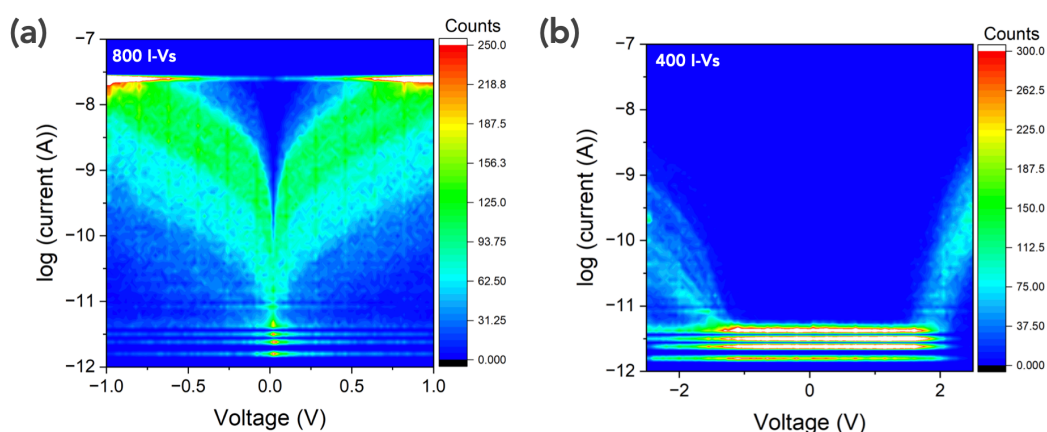 (a)
800 I-Vs
Counts
250.0
218.8
187.5
156.3
125.0
93.75
62.50
31.25
0.000
log (current (A))
−7
−8
−9
−10
−11
−12
−1.0 −0.5 0.0 0.5 1.0
Voltage (V)
(b)
400 I-Vs
Counts
300.0
262.5
225.0
187.5
150.0
112.5
75.00
37.50
0.000
log (current (A))
−7
−8
−9
−10
−11
−12
−2 0 2
Voltage (V)